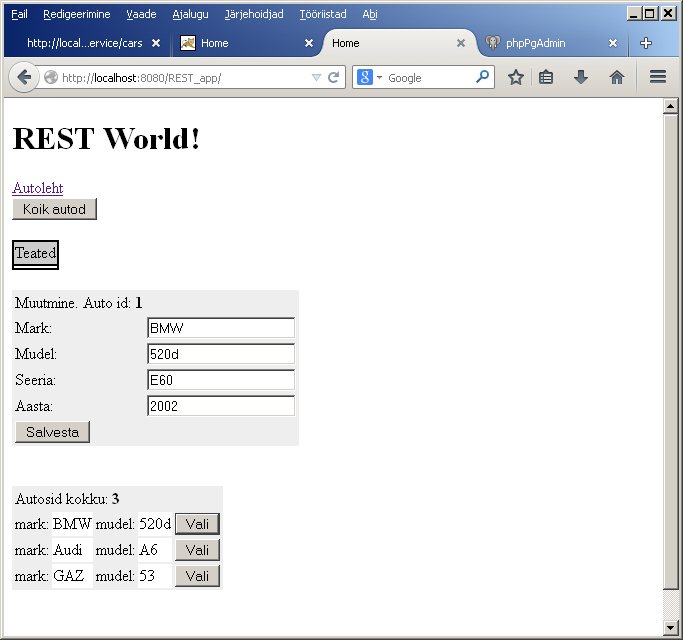 Fail Redigeerimine Vaade Ajalugu Järjehoidjad Tööriistad Abi
http://local...ervice/cars Home Home phpPgAdmin
http://localhost:8080/REST_app/ Google
REST World!
Autoleht
Koik autod
Teated
Muutmine. Auto id: 1
Mark: BMW
Mudel: 520d
Seeria: E60
Aasta: 2002
Salvesta
Autosid kokku: 3
mark: BMW mudel: 520d Vali
mark: Audi mudel: A6 Vali
mark: GAZ mudel: 53 Vali